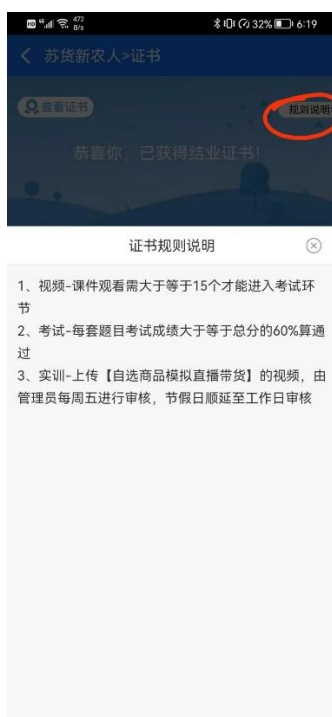 HD 4G 472 B/s 32% 6:19
苏货新农人>证书
查看证书
规则说明
恭喜你，已获得结业证书！
证书规则说明
1、视频-课件观看需大于等于15个才能进入考试环
节
2、考试-每套题目考试成绩大于等于总分的60%算通
过
3、实训-上传【自选商品模拟直播带货】的视频，由
管理员每周五进行审核，节假日顺延至工作日审核